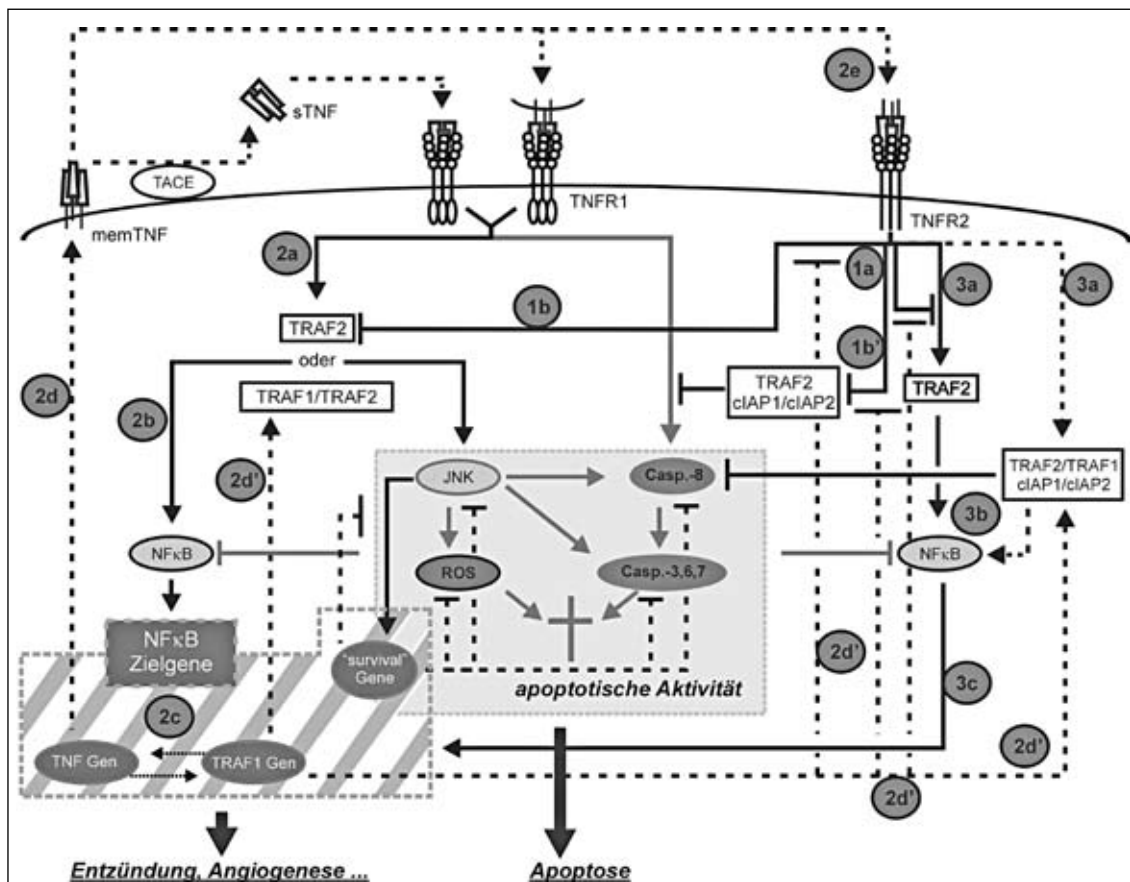 2e
sTNF
TACE
TNFR1
TNFR2
memTNF
2a
1a
3a
3a
1b
TRAF2
1b'
oder
2d
TRAF1/TRAF2
TRAF2
cIAP1/cIAP2
TRAF2
2b
2d'
JNK
Casp.-8
TRAF2/TRAF1
cIAP1/cIAP2
3b
NFκB
NFκB
ROS
Casp.-3,6,7
NFκB
Zielgene
"survival"
Gene
2d'
apoptotische Aktivität
3c
2c
2d'
TNF Gen
TRAF1 Gen
2d'
Entzündung, Angiogenese ...
Apoptose